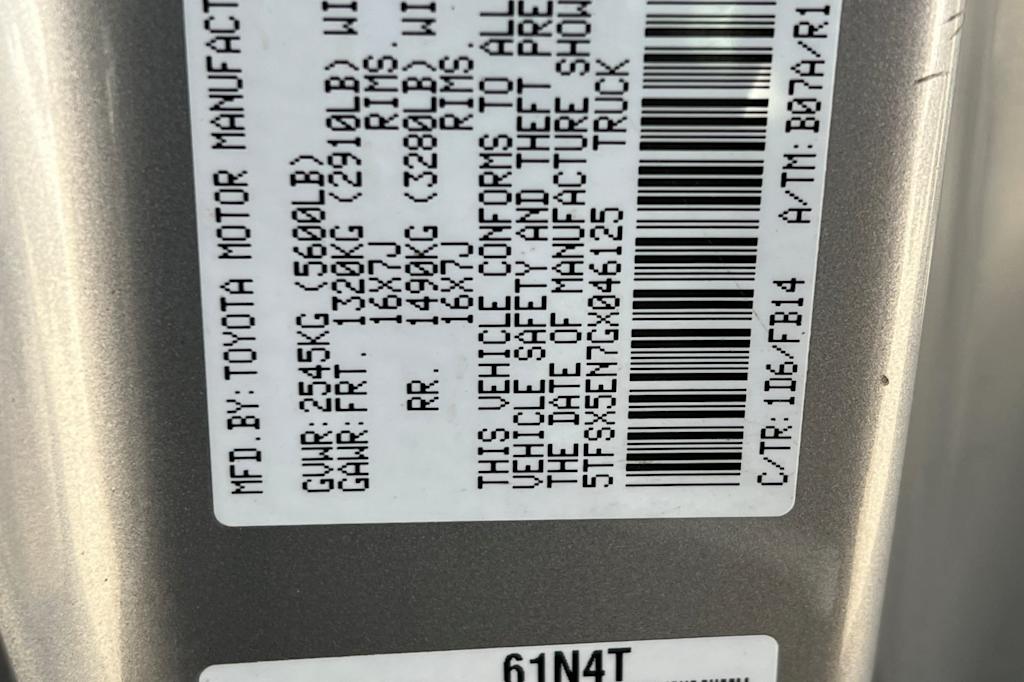 MFD.BY:TOYOTA MOTOR MANUFACT
GVWR:2545KG (5600LB)
GAWR:FRT. 1320KG (2910LB) WI
16X7J RIMS.
RR. 1490KG (3280LB) WI
16X7J RIMS.
THIS VEHICLE CONFORMS TO ALL
VEHICLE SAFETY AND THEFT PRE
THE DATE OF MANUFACTURE SHOW
5TFSX5EN7GX046125 TRUCK
C/TR: 1D6/FB14 A/TM: B07A/R1
61N4T